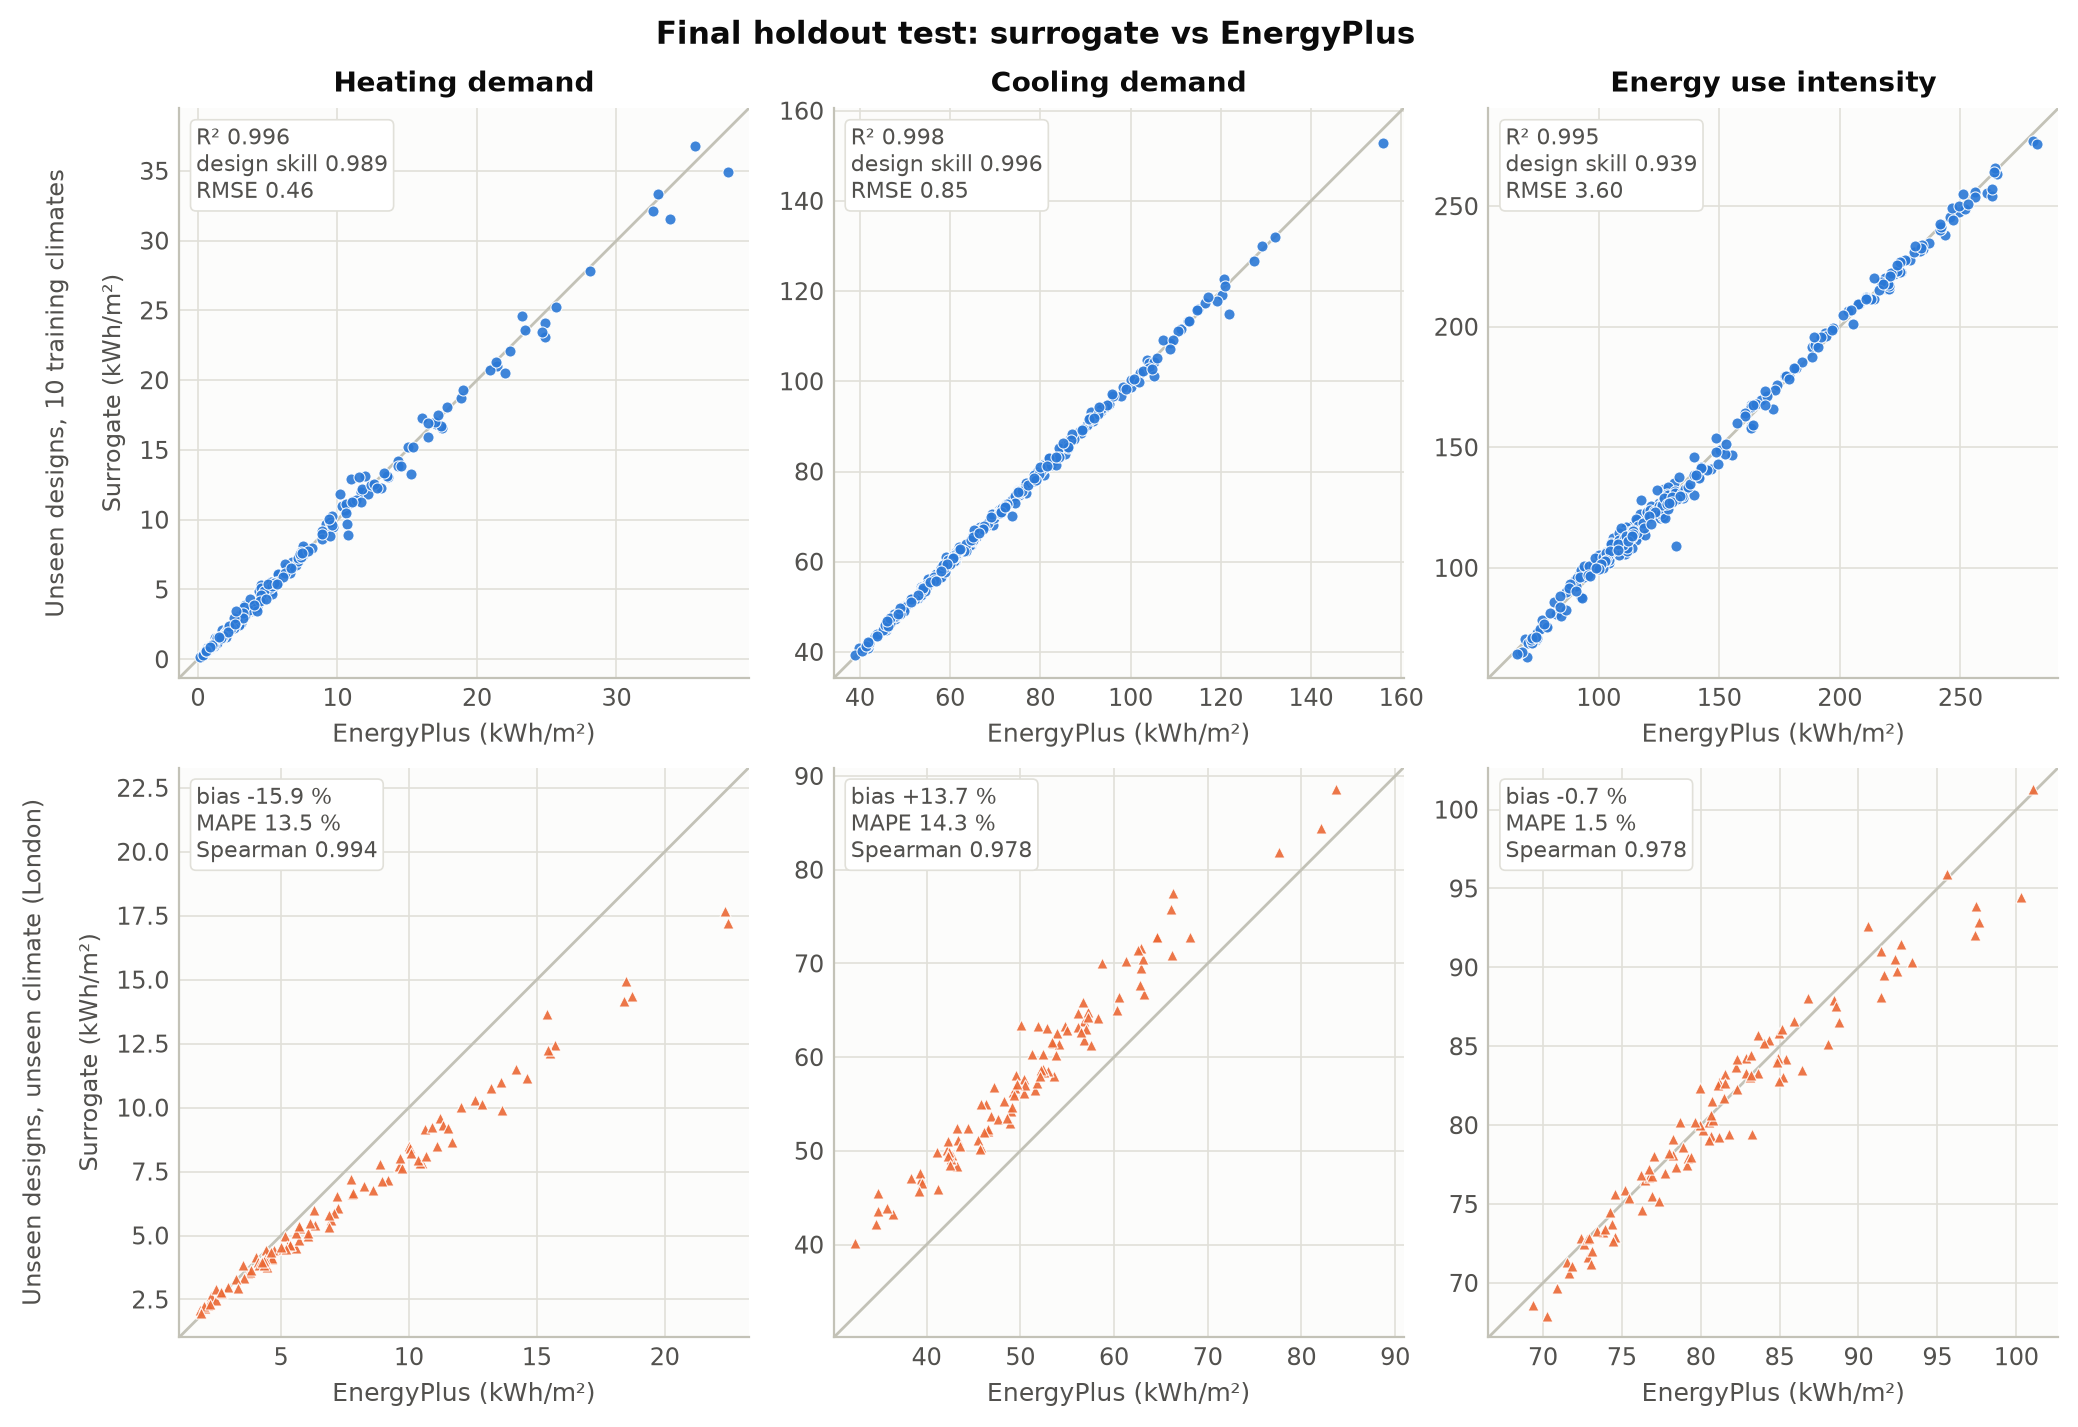 Final holdout test: surrogate vs EnergyPlus
Heating demand
Cooling demand
Energy use intensity
Unseen designs, 10 training climates
Surrogate (kWh/m²)
R² 0.996
design skill 0.989
RMSE 0.46
35
30
25
20
15
10
5
0
0
10
20
30
EnergyPlus (kWh/m²)
R² 0.998
design skill 0.996
RMSE 0.85
160
140
120
100
80
60
40
40
60
80
100
120
140
160
EnergyPlus (kWh/m²)
R² 0.995
design skill 0.939
RMSE 3.60
250
200
150
100
100
150
200
250
EnergyPlus (kWh/m²)
Unseen designs, unseen climate (London)
Surrogate (kWh/m²)
bias -15.9 %
MAPE 13.5 %
Spearman 0.994
22.5
20.0
17.5
15.0
12.5
10.0
7.5
5.0
2.5
5
10
15
20
EnergyPlus (kWh/m²)
bias +13.7 %
MAPE 14.3 %
Spearman 0.978
90
80
70
60
50
40
40
50
60
70
80
90
EnergyPlus (kWh/m²)
bias -0.7 %
MAPE 1.5 %
Spearman 0.978
100
95
90
85
80
75
70
70
75
80
85
90
95
100
EnergyPlus (kWh/m²)